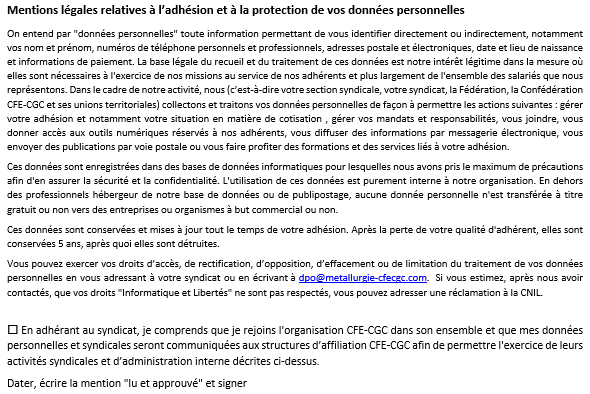 Mentions légales relatives à l'adhésion et à la protection de vos données personnelles
On entend par "données personnelles" toute information permettant de vous identifier directement ou indirectement, notamment
vos nom et prénom, numéros de téléphone personnels et professionnels, adresses postale et électroniques, date et lieu de naissance
et informations de paiement. La base légale du recueil et du traitement de ces données est notre intérêt légitime dans la mesure où
elles sont nécessaires à l'exercice de nos missions au service de nos adhérents et plus largement de l'ensemble des salariés que nous
représentons. Dans le cadre de notre activité, nous (c'est-à-dire votre section syndicale, votre syndicat, la Fédération, la Confédération
CFE-CGC et ses unions territoriales) collectons et traitons vos données personnelles de façon à permettre les actions suivantes : gérer
votre adhésion et notamment votre situation en matière de cotisation , gérer vos mandats et responsabilités, vous joindre, vous
donner accès aux outils numériques réservés à nos adhérents, vous diffuser des informations par messagerie électronique, vous
envoyer des publications par voie postale ou vous faire profiter des formations et des services liés à votre adhésion.
Ces données sont enregistrées dans des bases de données informatiques pour lesquelles nous avons pris le maximum de précautions
afin d'en assurer la sécurité et la confidentialité. L'utilisation de ces données est purement interne à notre organisation. En dehors
des professionnels hébergeur de notre base de données ou de publipostage, aucune donnée personnelle n'est transférée à titre
gratuit ou non vers des entreprises ou organismes à but commercial ou non.
Ces données sont conservées et mises à jour tout le temps de votre adhésion. Après la perte de votre qualité d'adhérent, elles sont
conservées 5 ans, après quoi elles sont détruites.
Vous pouvez exercer vos droits d'accès, de rectification, d'opposition, d'effacement ou de limitation du traitement de vos données
personnelles en vous adressant à votre syndicat ou en écrivant à dpo@metallurgie-cfecgc.com. Si vous estimez, après nous avoir
contactés, que vos droits "Informatique et Libertés" ne sont pas respectés, vous pouvez adresser une réclamation à la CNIL.
☐ En adhérant au syndicat, je comprends que je rejoins l'organisation CFE-CGC dans son ensemble et que mes données
personnelles et syndicales seront communiquées aux structures d'affiliation CFE-CGC afin de permettre l'exercice de leurs
activités syndicales et d'administration interne décrites ci-dessus.
Dater, écrire la mention "lu et approuvé" et signer